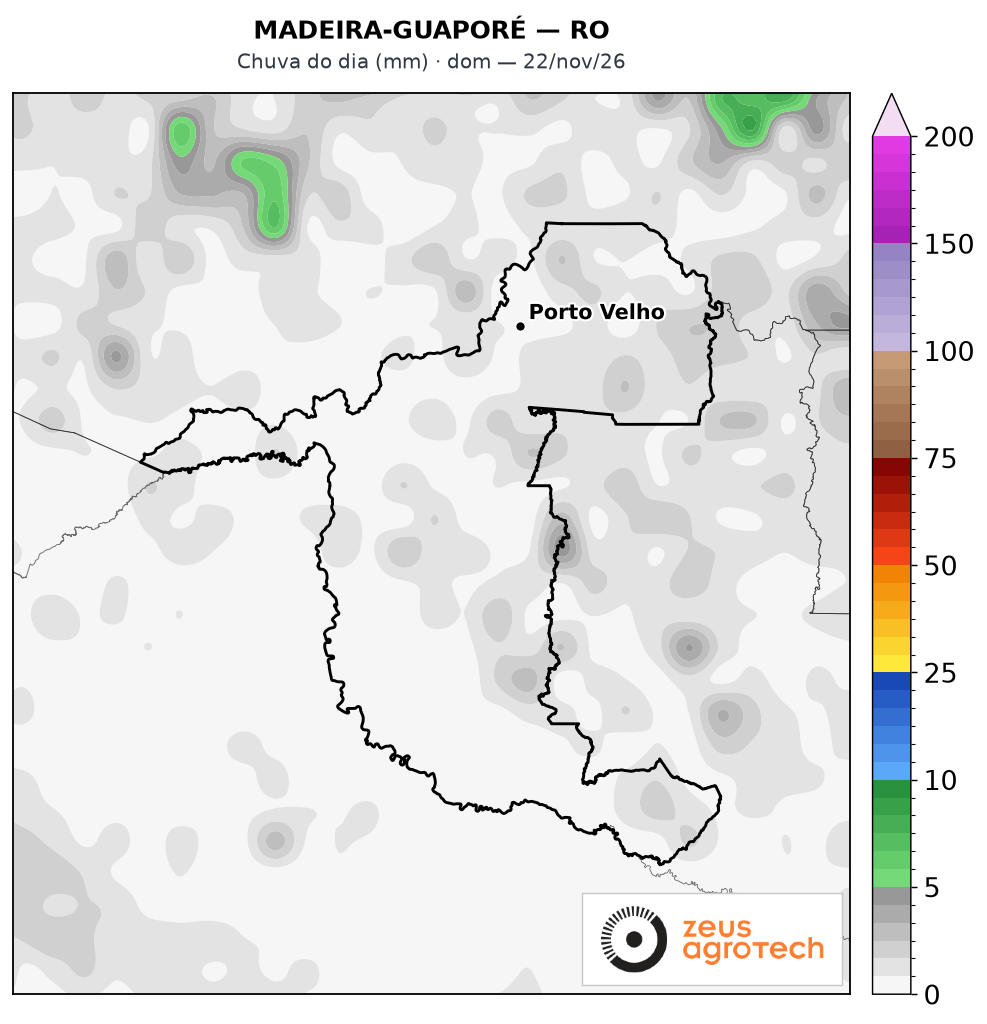 MADEIRA-GUAPORÉ — RO
Chuva do dia (mm) · dom — 22/nov/26
200
150
100
75
50
25
10
5
0
Porto Velho
zeus
agrotech